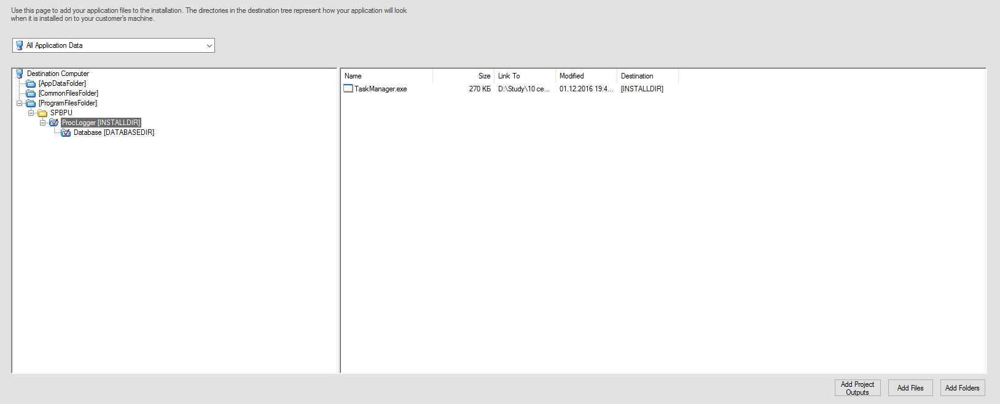 Use this page to add your application files to the installation. The directories in the destination tree represent how your application will look
when it is installed on to your customer's machine.
All Application Data
Destination Computer
[AppDataFolder]
[CommonFilesFolder]
[ProgramFilesFolder]
SPBPU
ProcLogger [INSTALLDIR]
Database [DATABASEDIR]
Name Size Link To Modified Destination
TaskManager.exe 270 КБ D:\Study\10 ce... 01.12.2016 19:4... [INSTALLDIR]
Add Project
Outputs
Add Files
Add Folders